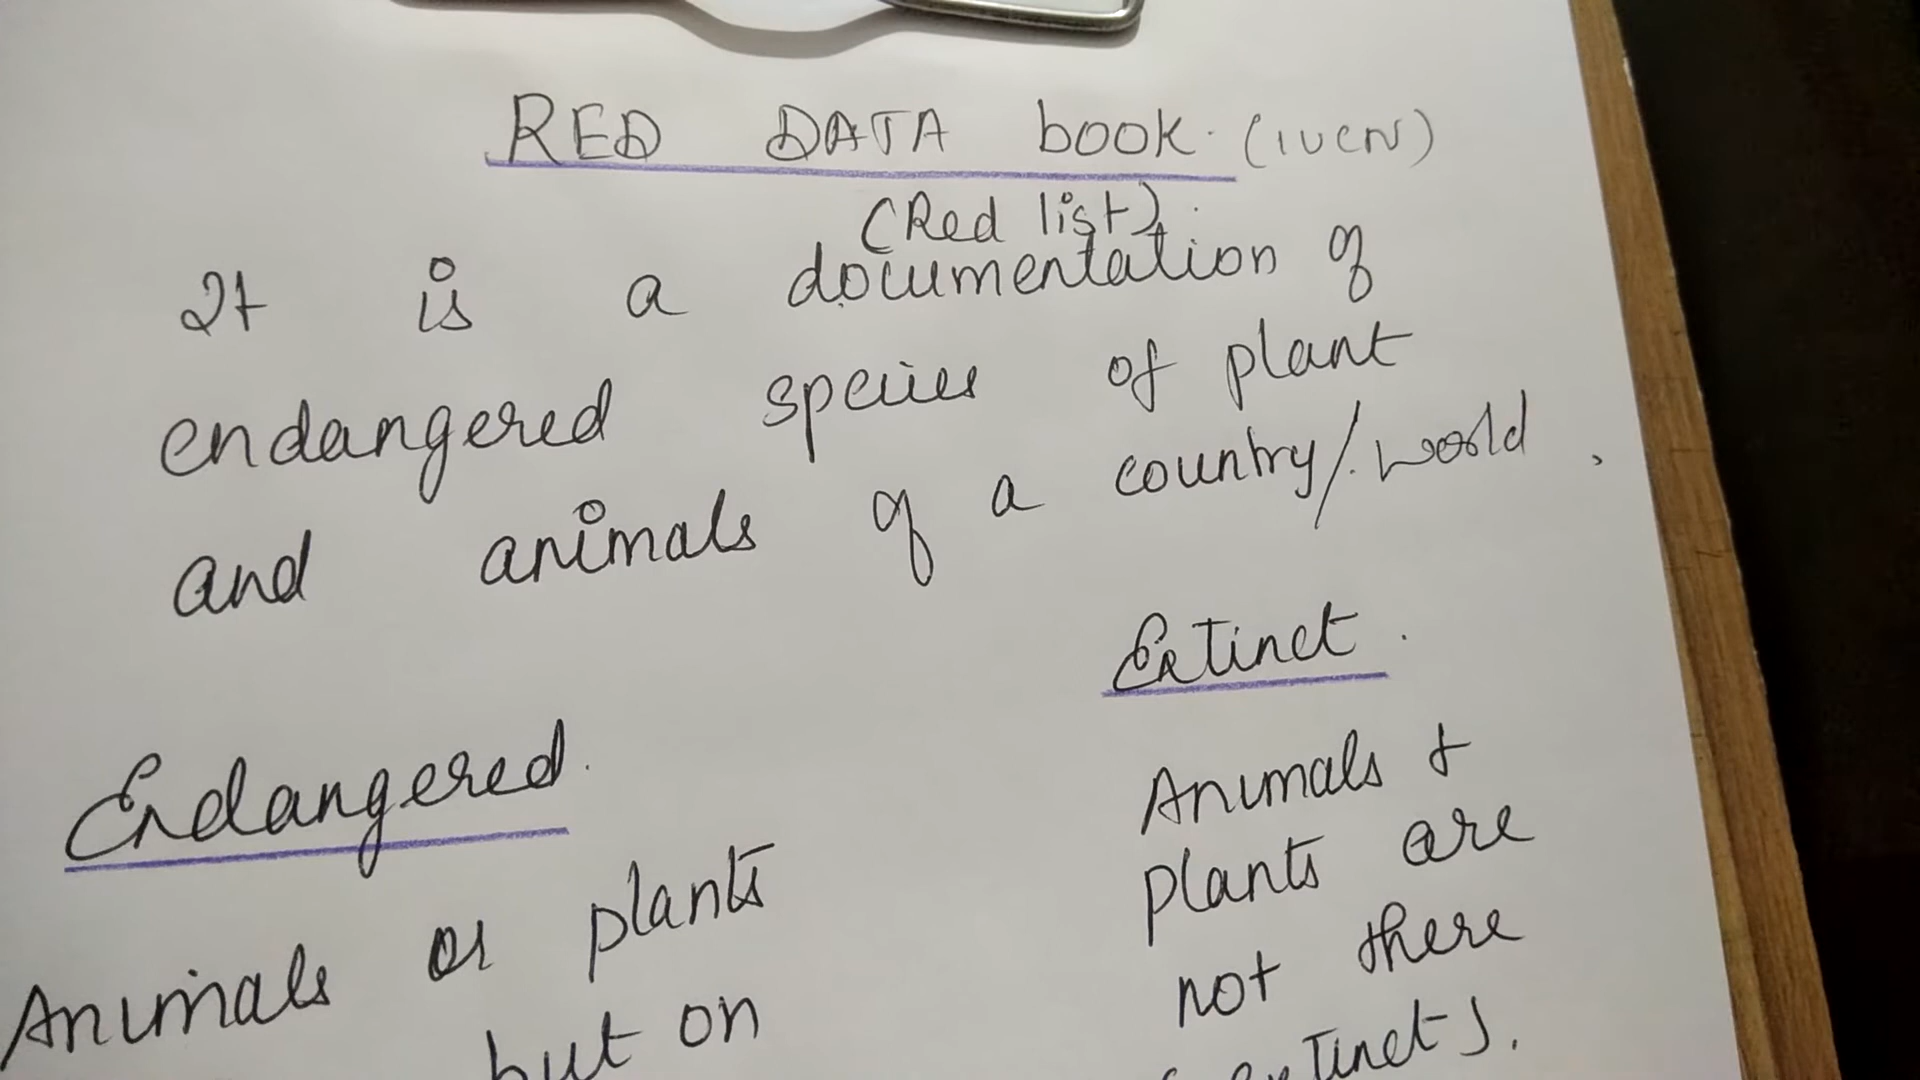 RED DATA book. (IUCN)
(Red list).
It is a documentation of
endangered species of plant
and animals of a country/world.
Endangered.
Animals or plants
but on
Extinct.
Animals +
plants are
not there
(extinct).